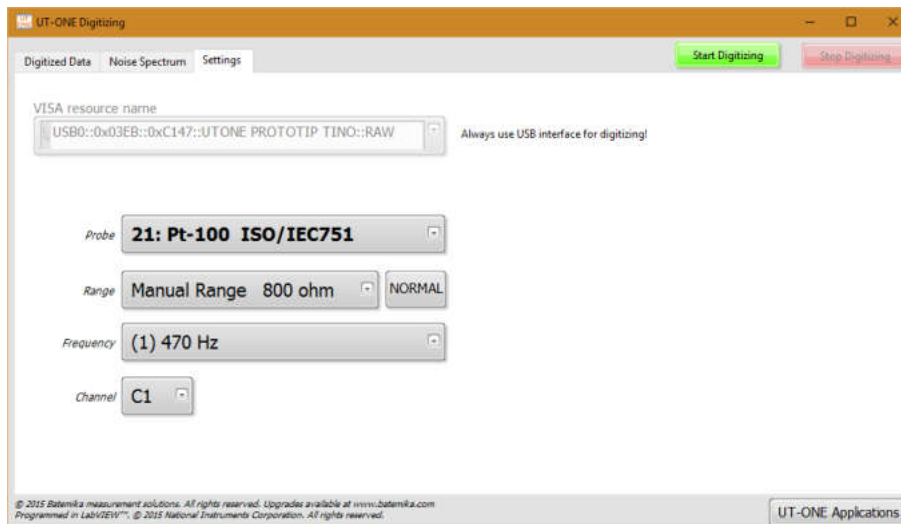 UT-ONE Digitizing
Digitized Data Noise Spectrum Settings Start Digitizing Stop Digitizing
VISA resource name
USB0::0x03EB::0xC147::UTONE PROTOTIP TINO::RAW Always use USB interface for digitizing!
Probe 21: Pt-100 ISO/IEC751
Range Manual Range 800 ohm NORMAL
Frequency (1) 470 Hz
Channel C1
© 2015 Batemika measurement solutions. All rights reserved. Upgrades available at www.batemika.com
Programmed in LabVIEW™, © 2015 National Instruments Corporation. All rights reserved.
UT-ONE Applications